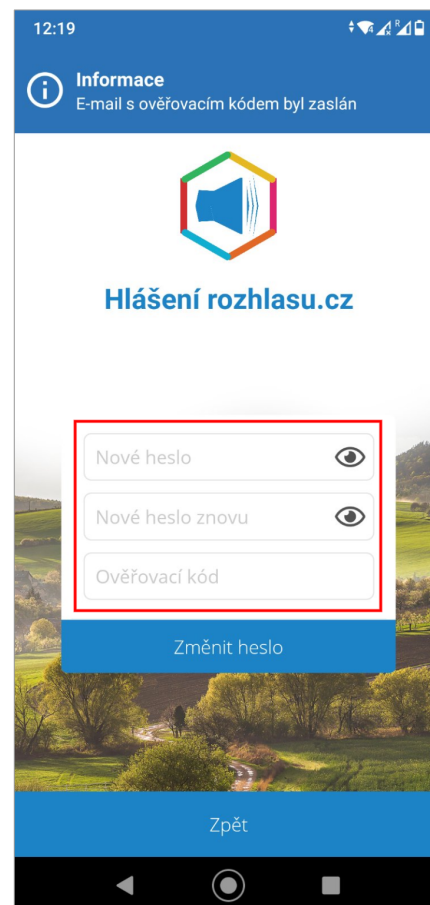 12:19
Informace
E-mail s ověřovacím kódem byl zaslán
Hlášení rozhlasu.cz
Nové heslo
Nové heslo znovu
Ověřovací kód
Změnit heslo
Zpět